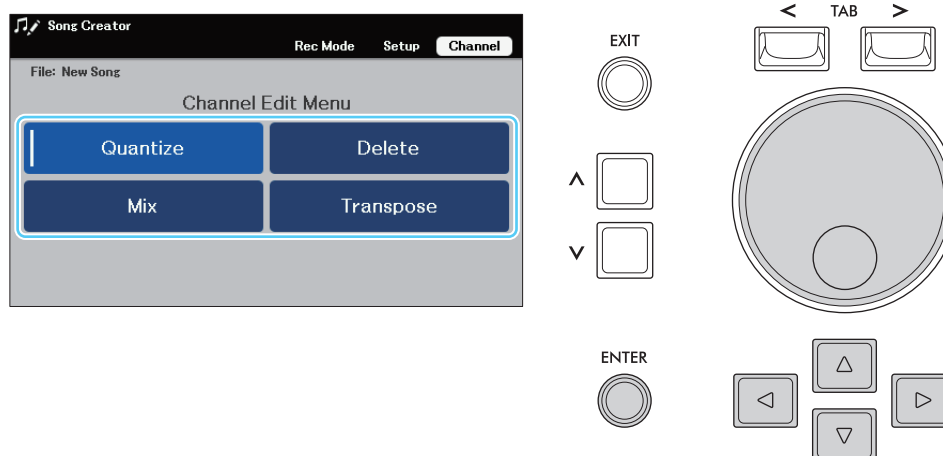 Song Creator
Rec Mode Setup Channel
File: New Song
Channel Edit Menu
Quantize Delete
Mix Transpose
< TAB >
EXIT
ENTER